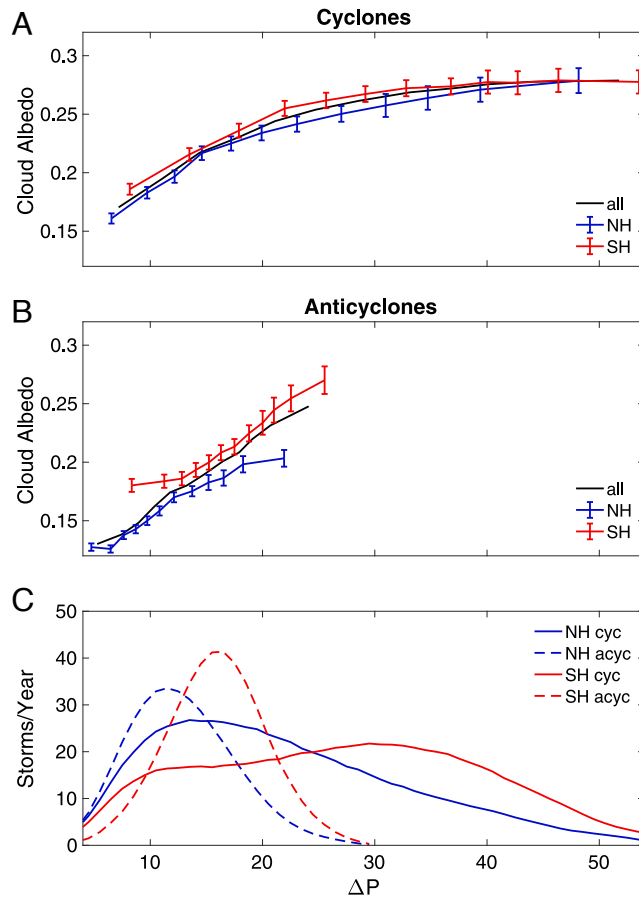 A
Cyclones
0.3
0.25
0.2
0.15
Cloud Albedo
all
NH
SH
B
Anticyclones
0.3
0.25
0.2
0.15
Cloud Albedo
all
NH
SH
C
50
40
30
20
10
0
Storms/Year
NH cyc
NH acyc
SH cyc
SH acyc
10 20 30 40 50
ΔP